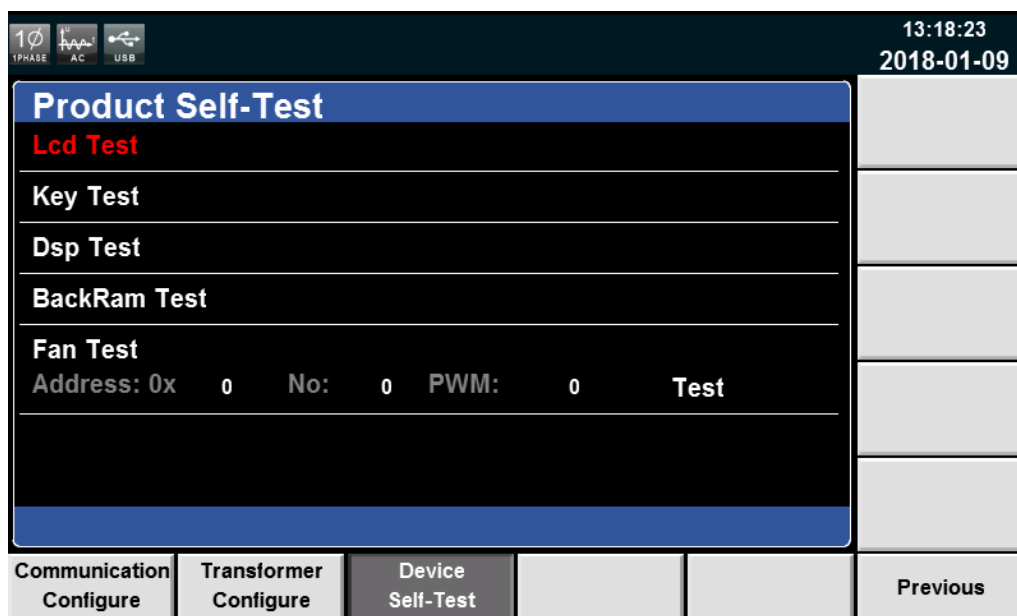 1Ø
1PHASE
U
t
AC
USB
13:18:23
2018-01-09
Product Self-Test
Lcd Test
Key Test
Dsp Test
BackRam Test
Fan Test
Address: 0x 0 No: 0 PWM: 0 Test
Communication
Configure
Transformer
Configure
Device
Self-Test
Previous